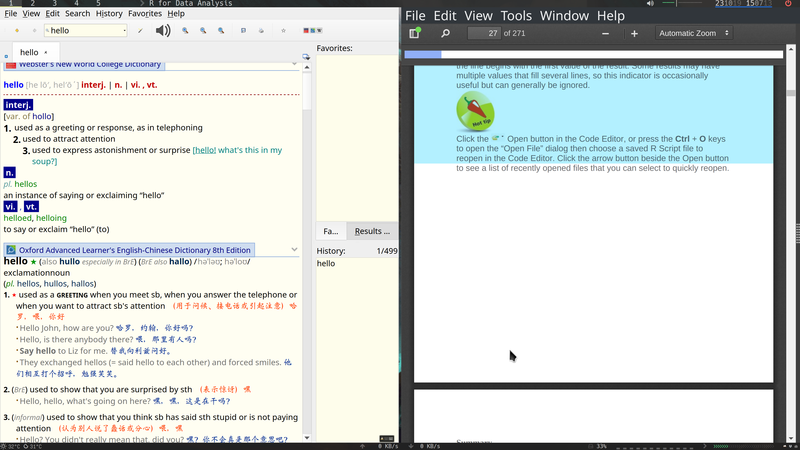 1 2 3 4 5 > R for Data Analysis
File View Edit Search History Favorites Help
hello
hello
Webster's New World College Dictionary
hello [he lō′, hel′ō ] interj. | n. | vi. , vt.
interj.
[var. of hollo]
1. used as a greeting or response, as in telephoning
2. used to attract attention
3. used to express astonishment or surprise [hello! what's this in my
soup?]
n.
pl. hellos
an instance of saying or exclaiming “hello”
vi. , vt.
helloed, helloing
to say or exclaim “hello” (to)
Oxford Advanced Learner's English-Chinese Dictionary 8th Edition
hello ★ (also hullo especially in BrE) (BrE also hallo) /həˈləʊ; həˈloʊ/
exclamationnoun
(pl. hellos, hullos, hallos)
1. used as a GREETING when you meet sb, when you answer the telephone or
when you want to attract sb's attention （用于问候、接电话或引起注意）哈
罗，喂，你好
Hello John, how are you? 哈罗，约翰，你好吗？
Hello, is there anybody there? 喂，那里有人吗？
Say hello to Liz for me. 替我向利兹问好。
They exchanged hellos (= said hello to each other) and forced smiles. 他
们相互打个招呼，勉强笑笑。
2. (BrE) used to show that you are surprised by sth （表示惊讶）嘿
Hello, hello, what's going on here? 嘿，嘿，这是在干吗？
3. (informal) used to show that you think sb has said sth stupid or is not paying
attention （认为别人说了蠢话或分心）喂，嘿
Hello? You didn't really mean that, did you? 嘿？你不会真是那个意思吧？
Favorites:
Fa... Results ...
History: 1/499
hello
32°C 31°C
0 KB/s
File Edit View Tools Window Help
27 of 271
Automatic Zoom
the line begins with the first value of the result. Some results may have
multiple values that fill several lines, so this indicator is occasionally
useful but can generally be ignored.
Hot Tip
Click the Open button in the Code Editor, or press the Ctrl + O keys
to open the “Open File” dialog then choose a saved R Script file to
reopen in the Code Editor. Click the arrow button beside the Open button
to see a list of recently opened files that you can select to quickly reopen.
0 KB/s
33%